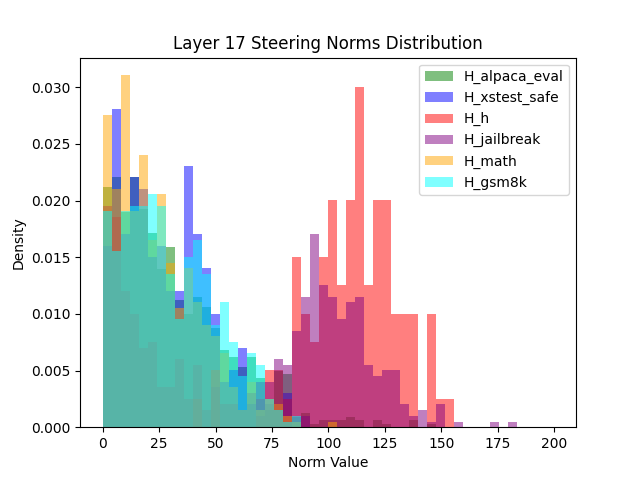 Layer 17 Steering Norms Distribution
H_alpaca_eval
H_xstest_safe
H_h
H_jailbreak
H_math
H_gsm8k
0.030
0.025
0.020
0.015
0.010
0.005
0.000
Density
0 25 50 75 100 125 150 175 200
Norm Value